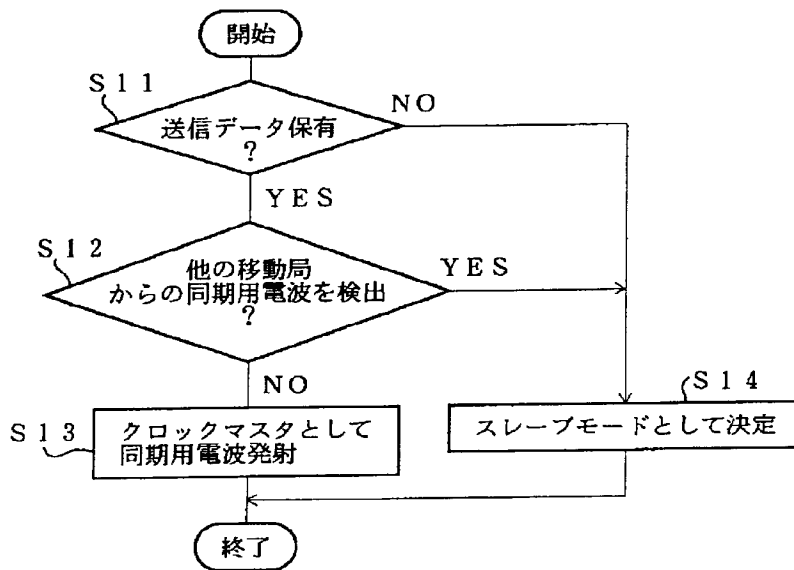 開始
S11
NO
送信データ保有
?
YES
S12
他の移動局
からの同期用電波を検出
?
YES
NO
S14
S13
クロックマスタとして
同期用電波発射
スレーブモードとして決定
終了